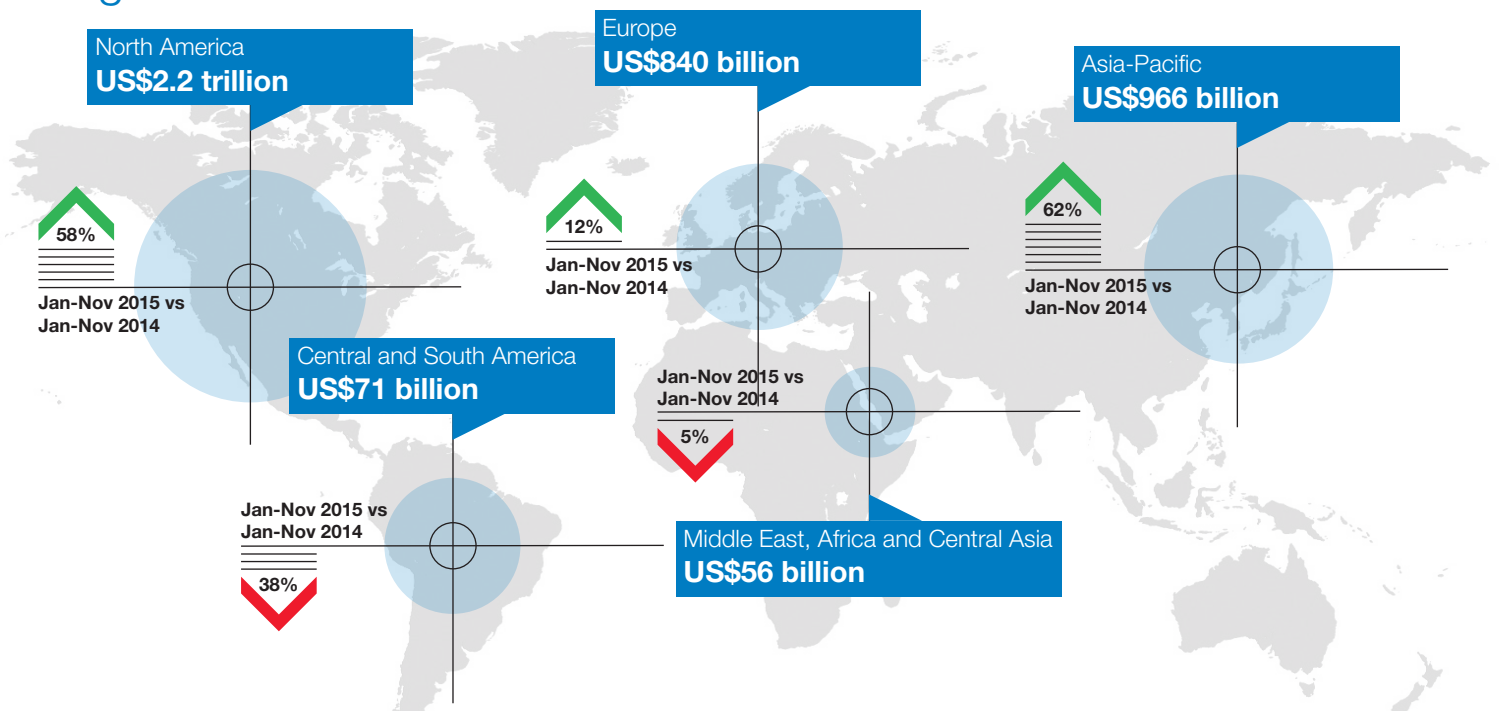 North America
US$2.2 trillion
Europe
US$840 billion
Asia-Pacific
US$966 billion
58%
Jan-Nov 2015 vs
Jan-Nov 2014
12%
Jan-Nov 2015 vs
Jan-Nov 2014
62%
Jan-Nov 2015 vs
Jan-Nov 2014
Central and South America
US$71 billion
Jan-Nov 2015 vs
Jan-Nov 2014
5%
Jan-Nov 2015 vs
Jan-Nov 2014
38%
Middle East, Africa and Central Asia
US$56 billion